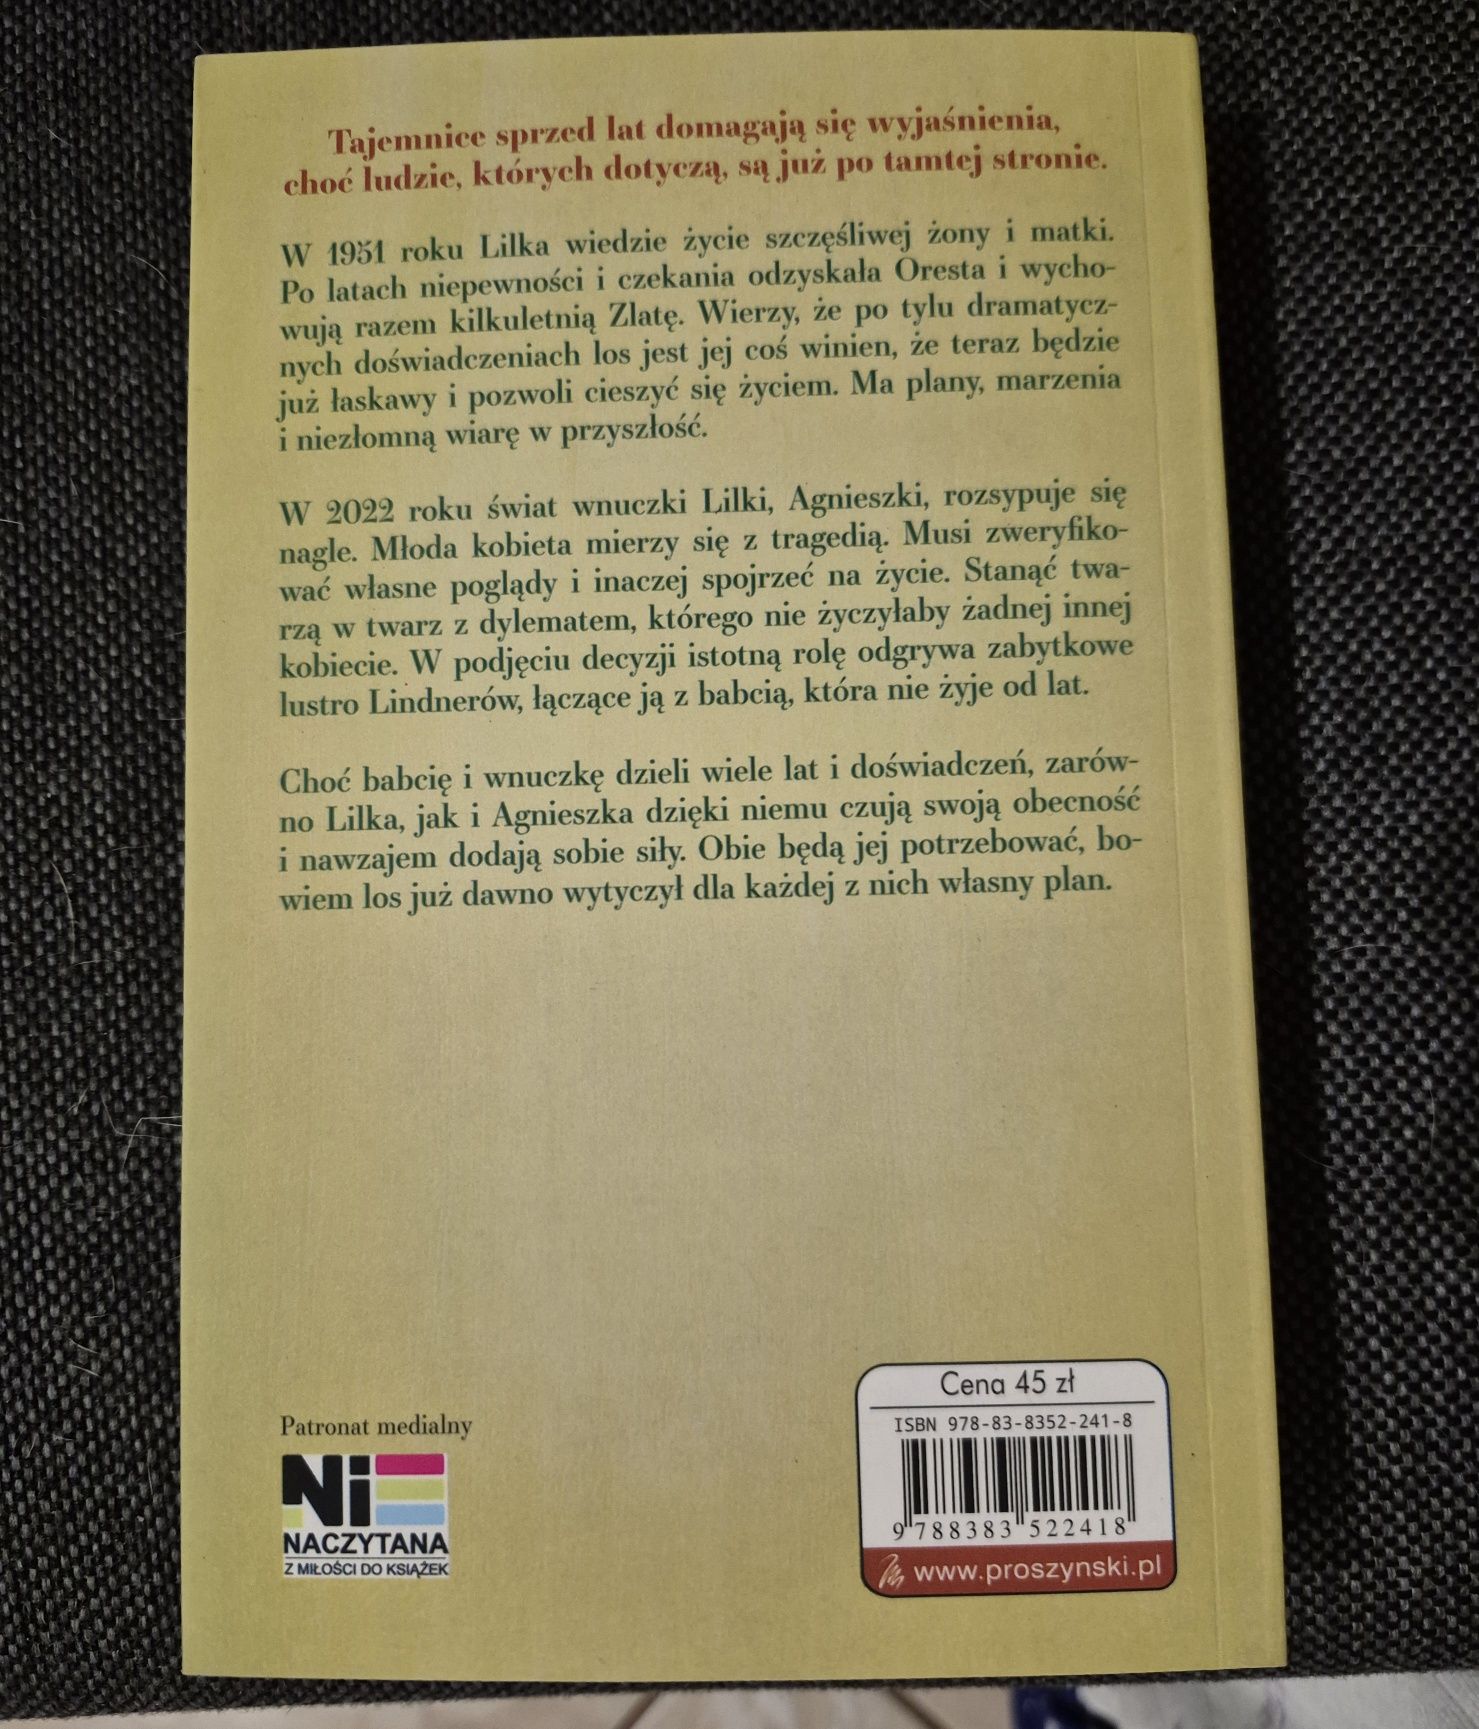 Tajemnice sprzed lat domagają się wyjaśnienia,
choć ludzie, których dotyczą, są już po tamtej stronie.
W 1951 roku Lilka wiedzie życie szczęśliwej żony i matki.
Po latach niepewności i czekania odzyskała Oresta i wycho-
wują razem kilkuletnią Zlatę. Wierzy, że po tylu dramatycz-
nych doświadczeniach los jest jej coś winien, że teraz będzie
już łaskawy i pozwoli cieszyć się życiem. Ma plany, marzenia
i niezłomną wiarę w przyszłość.
W 2022 roku świat wnuczki Lilki, Agnieszki, rozsypuje się
nagle. Młoda kobieta mierzy się z tragedią. Musi zweryfiko-
wać własne poglądy i inaczej spojrzeć na życie. Stanąć twa-
rzą w twarz z dylematem, którego nie życzyłaby żadnej innej
kobiecie. W podjęciu decyzji istotną rolę odgrywa zabytkowe
lustro Lindnerów, łączące ją z babcią, która nie żyje od lat.
Choć babcię i wnuczkę dzieli wiele lat i doświadczeń, zarów-
no Lilka, jak i Agnieszka dzięki niemu czują swoją obecność
i nawzajem dodają sobie siły. Obie będą jej potrzebować, bo-
wiem los już dawno wytyczył dla każdej z nich własny plan.
Patronat medialny
Ni
NACZYTANA
Z MIŁOŚCI DO KSIĄŻEK
Cena 45 zł
ISBN 978-83-8352-241-8
9 788383 522418
www.proszynski.pl